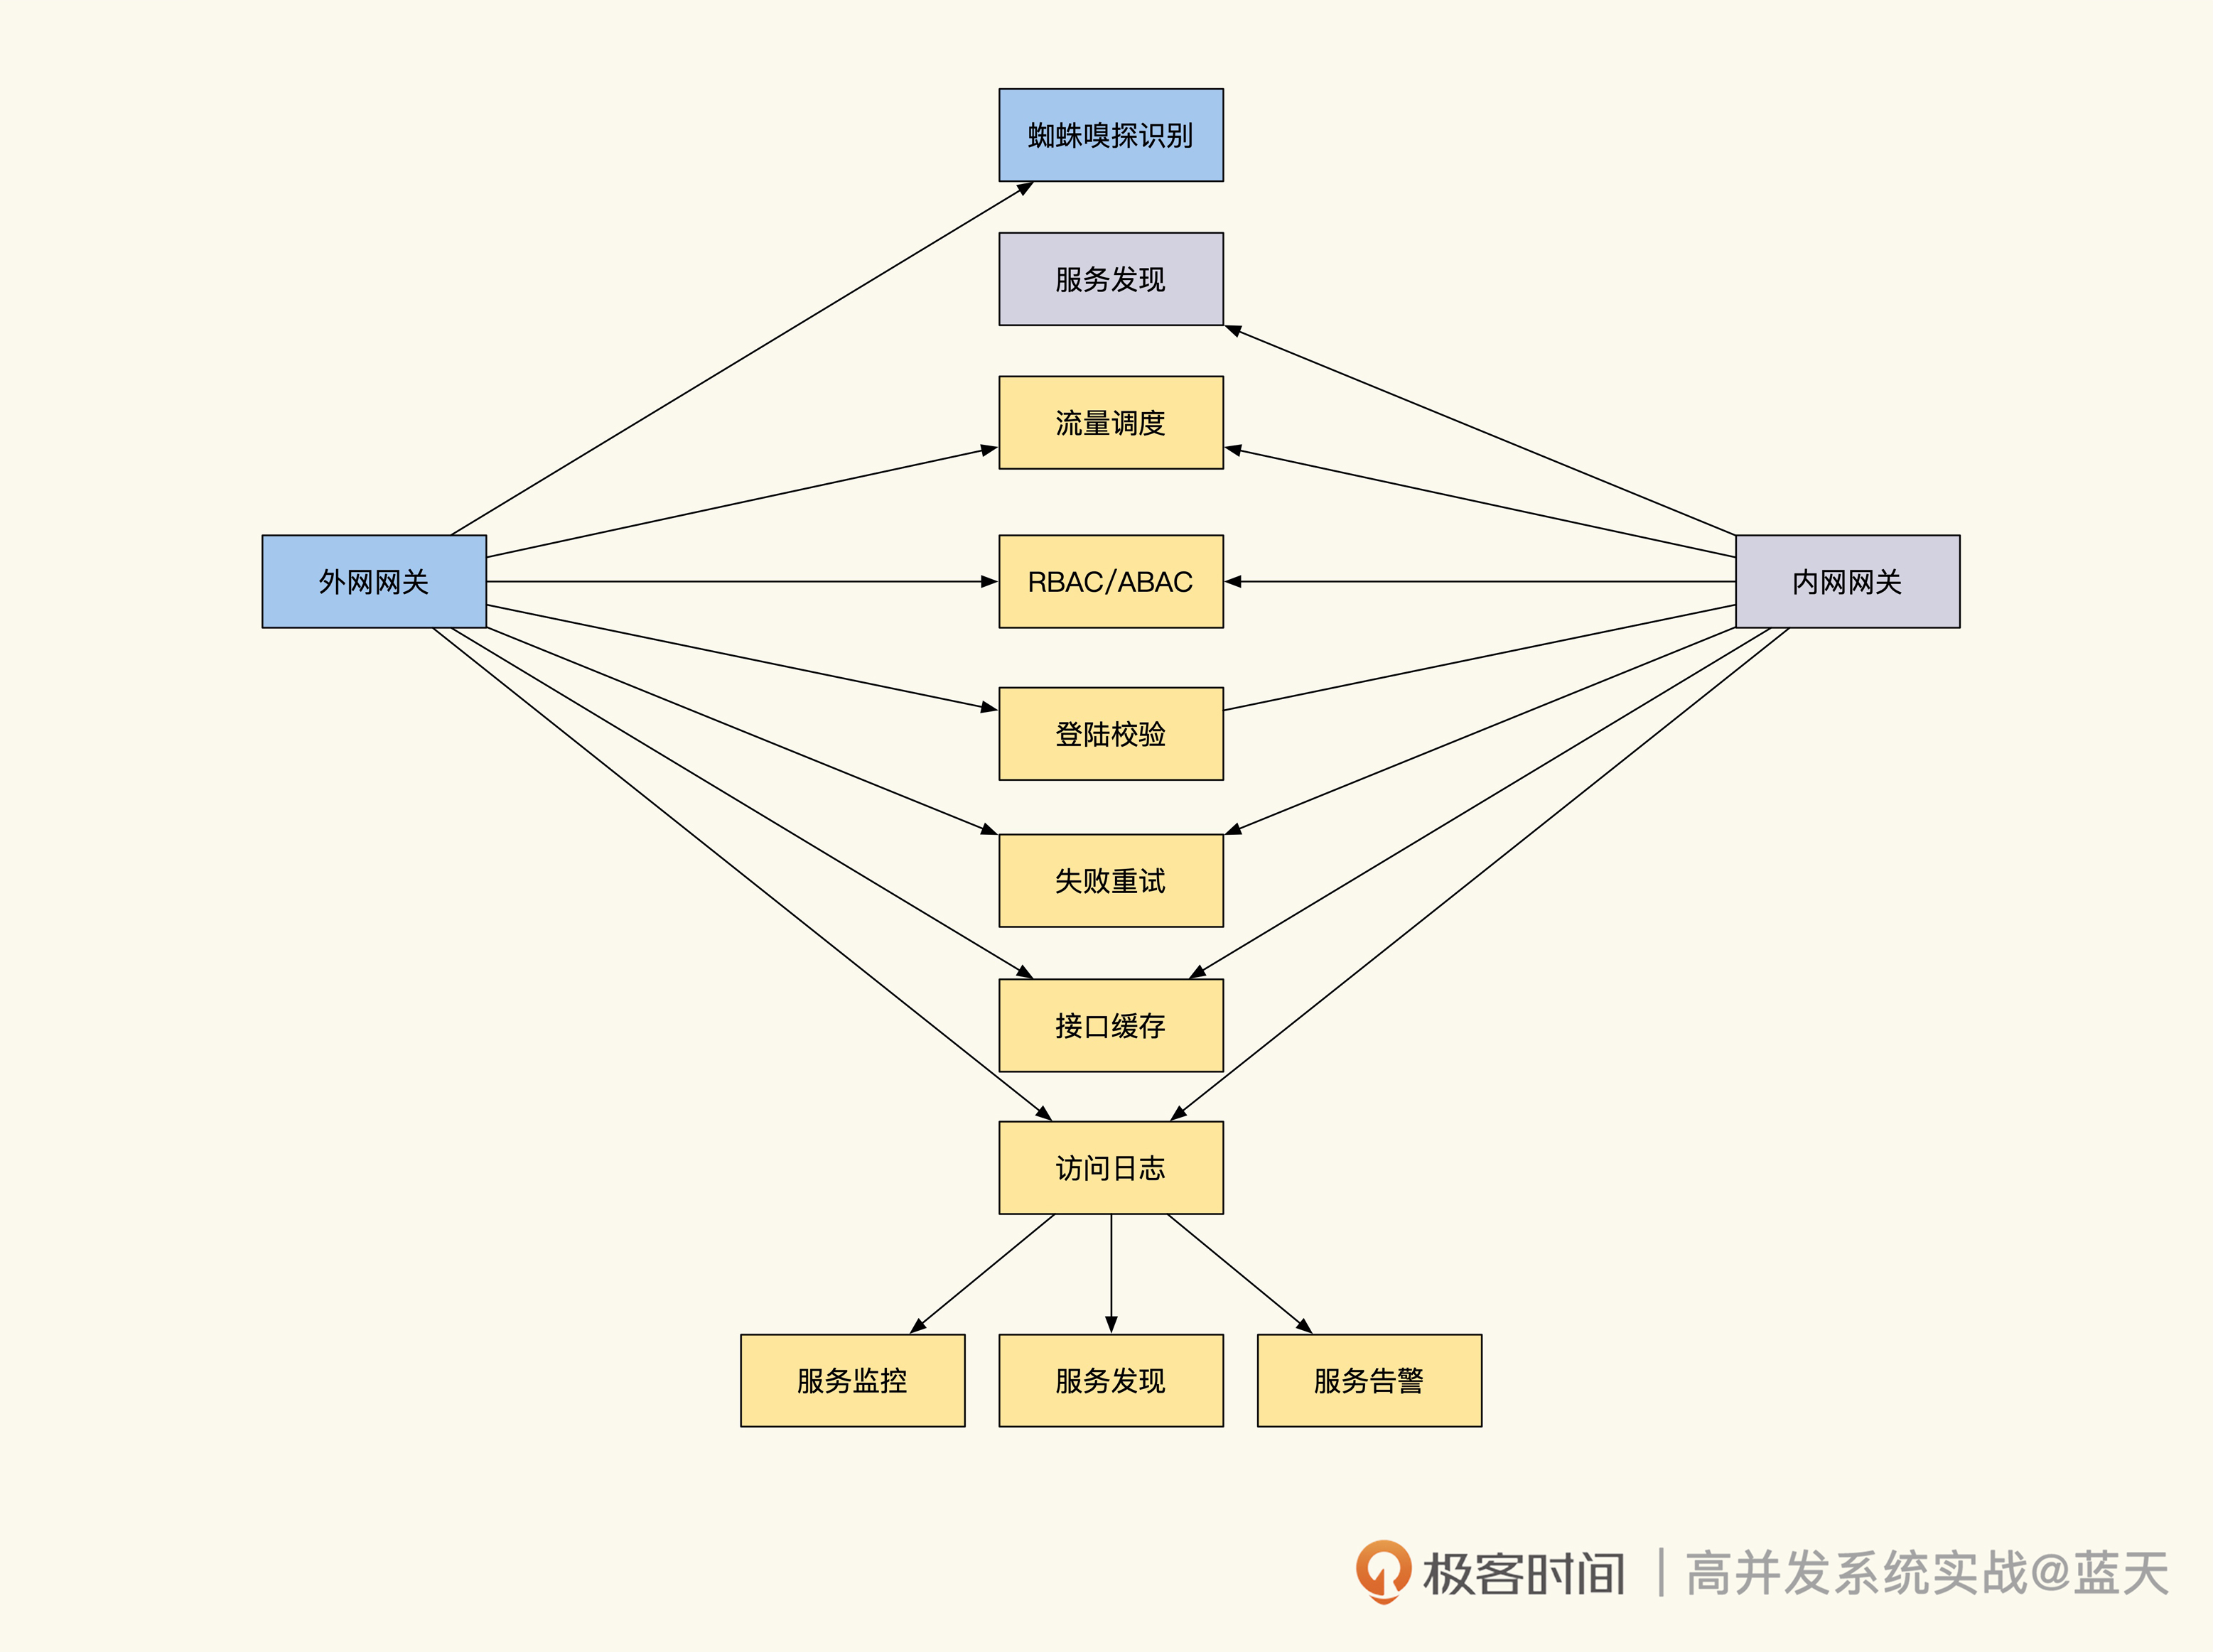 蜘蛛嗅探识别
服务发现
流量调度
外网网关
RBAC/ABAC
内网网关
登陆校验
失败重试
接口缓存
访问日志
服务监控
服务发现
服务告警
极客时间 | 高并发系统实战@蓝天